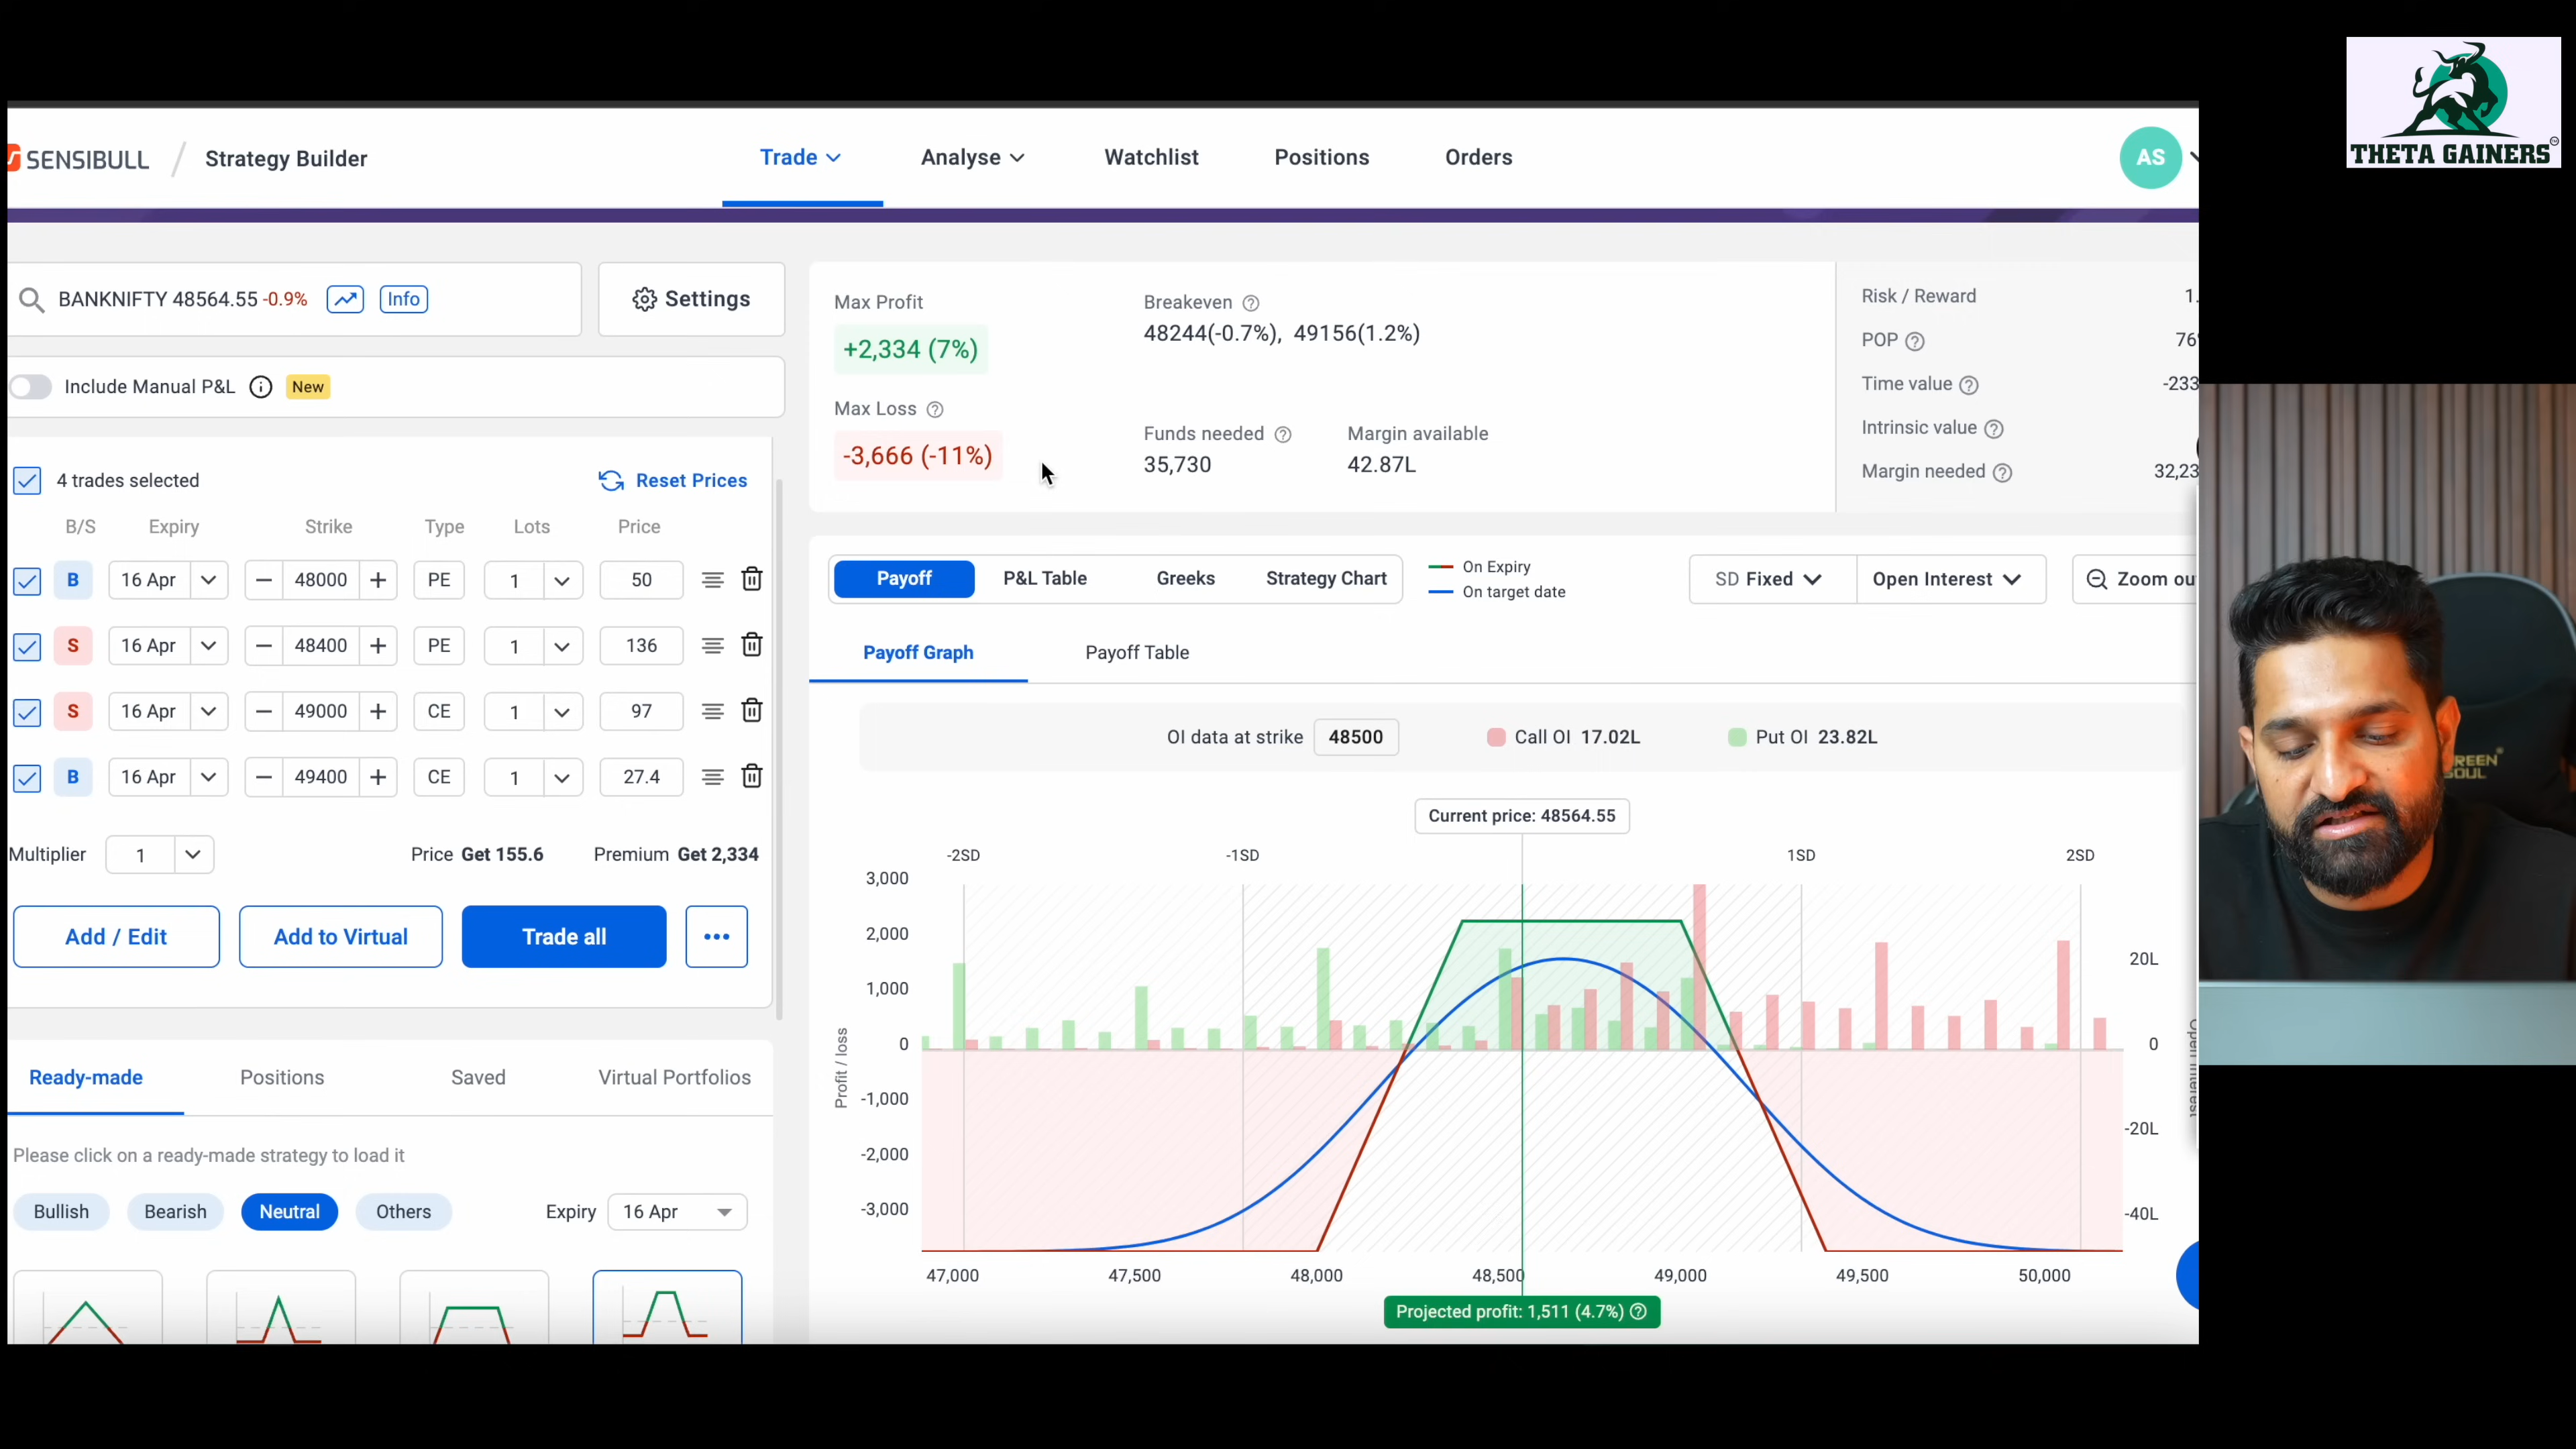 THETA GAINERS
SENSIBULL / Strategy Builder
Trade
Analyse
Watchlist
Positions
Orders
AS
BANKNIFTY 48564.55 -0.9%
Info
Settings
Include Manual P&L
New
4 trades selected
Reset Prices
B/S Expiry Strike Type Lots Price
B 16 Apr − 48000 + PE 1 50
S 16 Apr − 48400 + PE 1 136
S 16 Apr − 49000 + CE 1 97
B 16 Apr − 49400 + CE 1 27.4
Multiplier 1 Price Get 155.6 Premium Get 2,334
Add / Edit
Add to Virtual
Trade all
Ready-made
Positions
Saved
Virtual Portfolios
Please click on a ready-made strategy to load it
Bullish
Bearish
Neutral
Others
Expiry 16 Apr
Max Profit
+2,334 (7%)
Max Loss
-3,666 (-11%)
Breakeven
48244(-0.7%), 49156(1.2%)
Funds needed
35,730
Margin available
42.87L
Risk / Reward 1.
POP 76
Time value -233
Intrinsic value
Margin needed 32,23
Payoff
P&L Table
Greeks
Strategy Chart
On Expiry
On target date
SD Fixed
Open Interest
Zoom ou
Payoff Graph
Payoff Table
OI data at strike 48500
Call OI 17.02L
Put OI 23.82L
Current price: 48564.55
-2SD -1SD 1SD 2SD
3,000
2,000
1,000
0
-1,000
-2,000
-3,000
Profit / loss
20L
0
-20L
-40L
Open Interest
47,000 47,500 48,000 48,500 49,000 49,500 50,000
Projected profit: 1,511 (4.7%)
SOUL